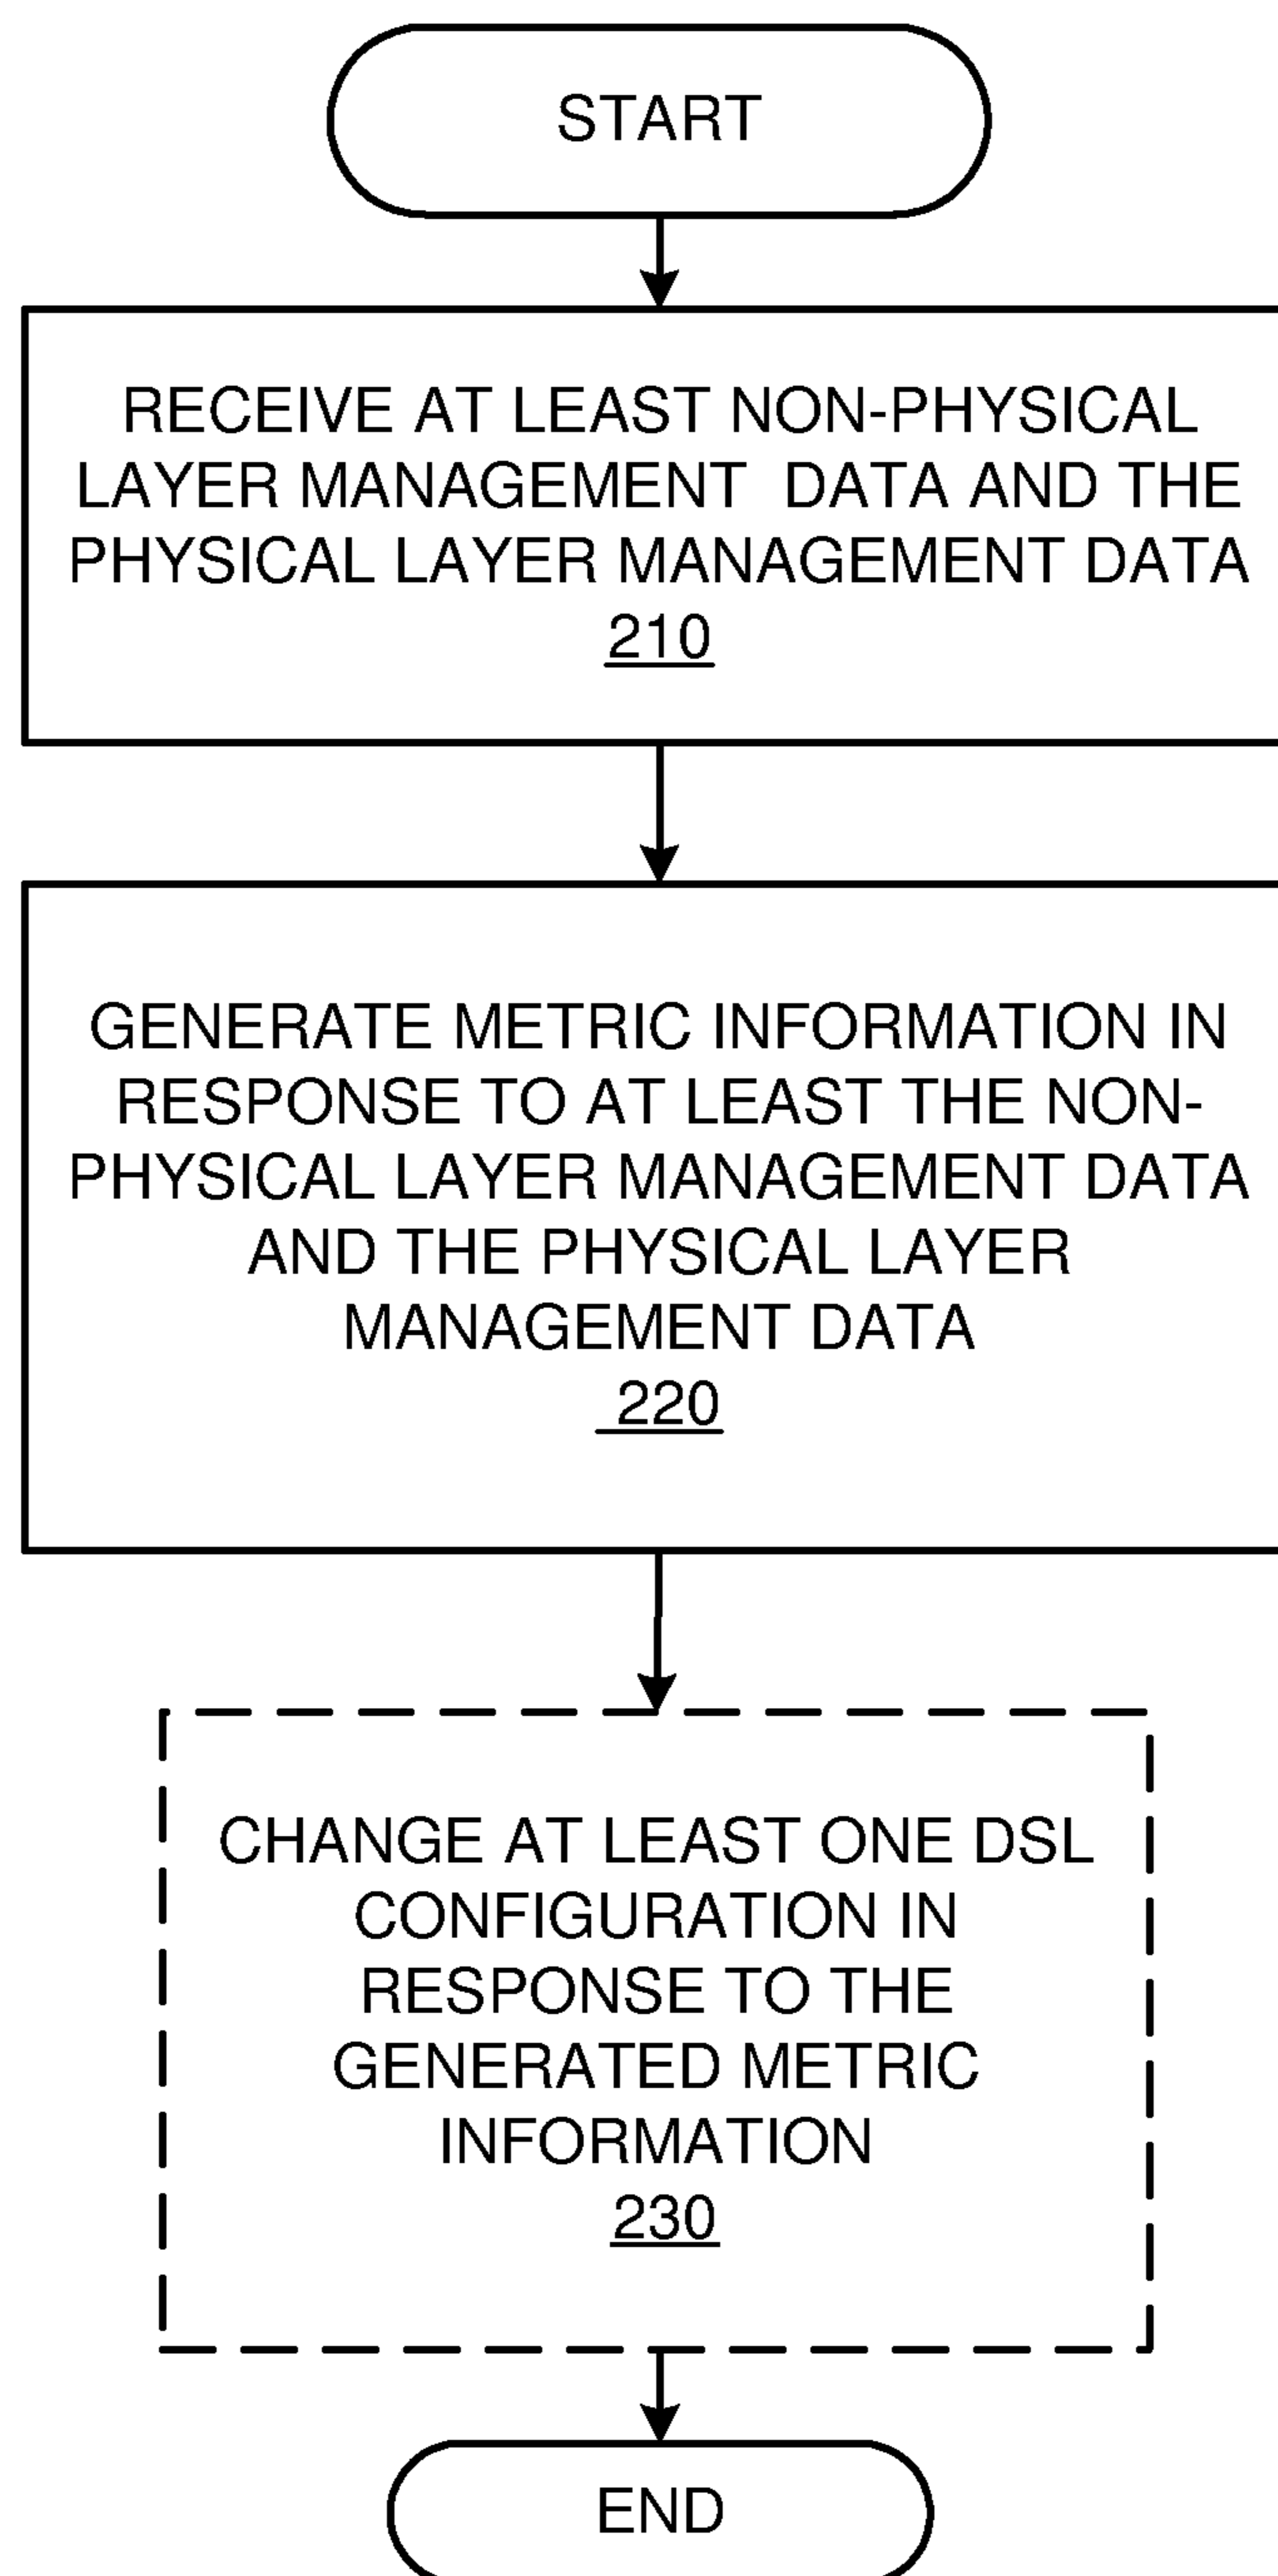 START
RECEIVE AT LEAST NON-PHYSICAL
LAYER MANAGEMENT DATA AND THE
PHYSICAL LAYER MANAGEMENT DATA
210
GENERATE METRIC INFORMATION IN
RESPONSE TO AT LEAST THE NON-
PHYSICAL LAYER MANAGEMENT DATA
AND THE PHYSICAL LAYER
MANAGEMENT DATA
220
CHANGE AT LEAST ONE DSL
CONFIGURATION IN
RESPONSE TO THE
GENERATED METRIC
INFORMATION
230
END